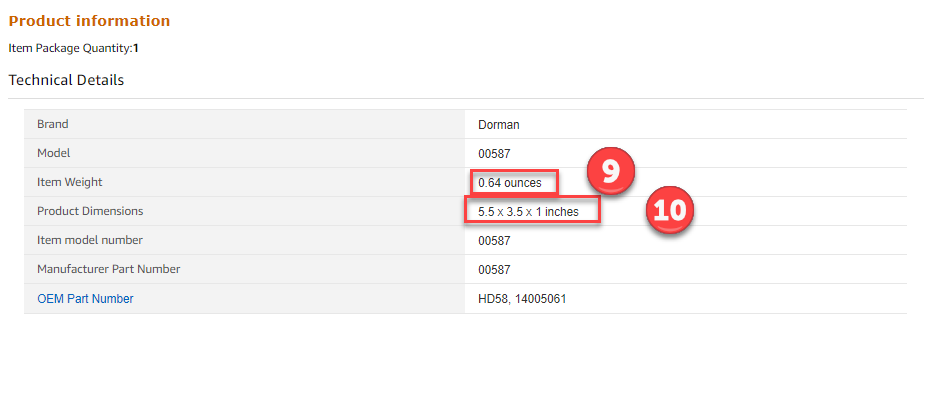 Product information
Item Package Quantity:1
Technical Details
Brand Dorman
Model 00587
Item Weight 0.64 ounces 9
Product Dimensions 5.5 x 3.5 x 1 inches 10
Item model number 00587
Manufacturer Part Number 00587
OEM Part Number HD58, 14005061